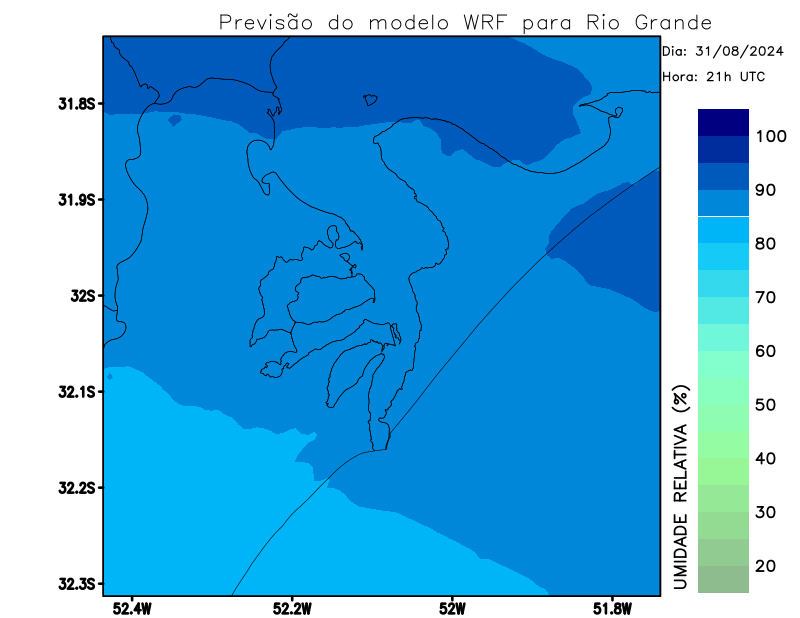 Previsão do modelo WRF para Rio Grande
Dia: 31/08/2024
Hora: 21h UTC
31.8S
31.9S
32S
32.1S
32.2S
32.3S
52.4W
52.2W
52W
51.8W
100
90
80
70
60
50
40
30
20
UMIDADE RELATIVA (%)